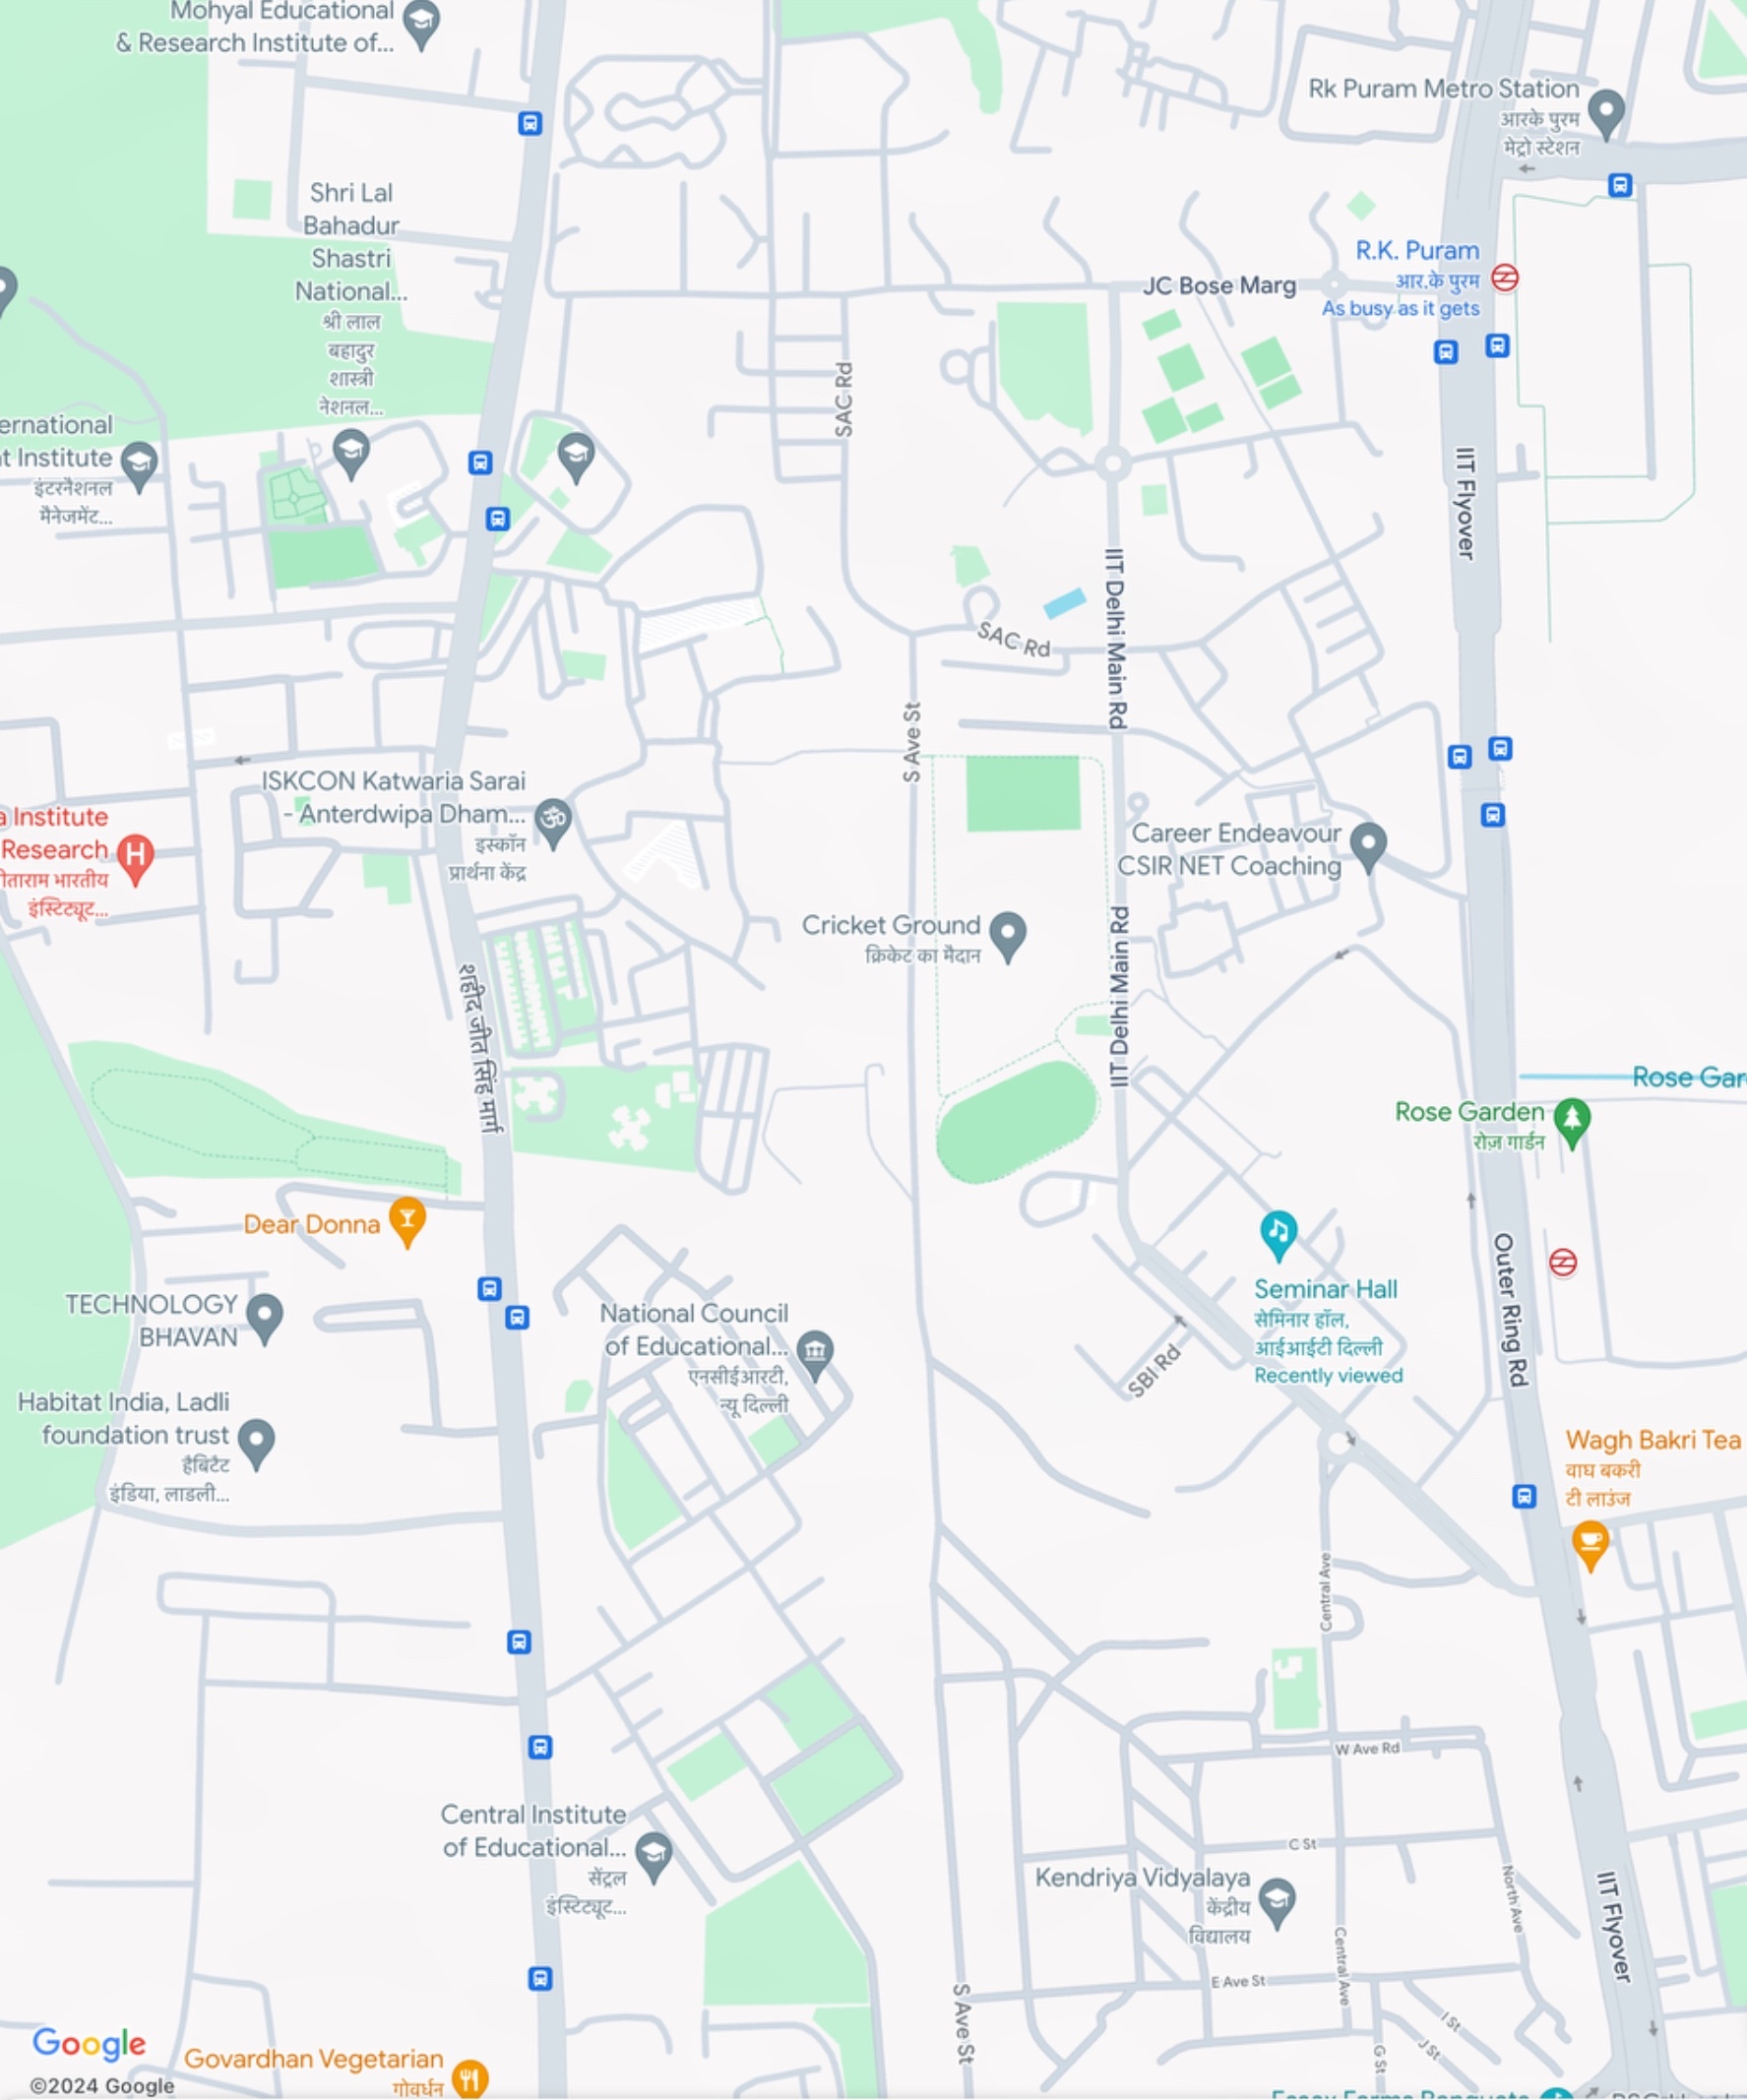 Mohyal Educational
& Research Institute of...
Rk Puram Metro Station
आरके पुरम
मेट्रो स्टेशन
Shri Lal
Bahadur
Shastri
National...
श्री लाल
बहादुर
शास्त्री
नेशनल...
R.K. Puram
आर.के पुरम
As busy as it gets
JC Bose Marg
SAC Rd
ernational
t Institute
इंटरनैशनल
मैनेजमेंट...
IIT Flyover
IIT Delhi Main Rd
SAC Rd
S Ave St
ISKCON Katwaria Sarai
- Anterdwipa Dham...
इस्कॉन
प्रार्थना केंद्र
a Institute
Research
ीताराम भारतीय
इंस्टिट्यूट...
Career Endeavour
CSIR NET Coaching
Cricket Ground
क्रिकेट का मैदान
IIT Delhi Main Rd
शहीद जीत सिंह मार्ग
Rose Gar
Rose Garden
रोज़ गार्डन
Dear Donna
TECHNOLOGY
BHAVAN
Outer Ring Rd
Seminar Hall
सेमिनार हॉल,
आईआईटी दिल्ली
Recently viewed
National Council
of Educational...
एनसीईआरटी,
न्यू दिल्ली
SBI Rd
Habitat India, Ladli
foundation trust
हैबिटैट
इंडिया, लाडली...
Wagh Bakri Tea
वाघ बकरी
टी लाउंज
Central Ave
W Ave Rd
Central Institute
of Educational...
सेंट्रल
इंस्टिट्यूट...
C St
Kendriya Vidyalaya
केंद्रीय
विद्यालय
North Ave
IIT Flyover
Central Ave
E Ave St
S Ave St
I St
J St
G St
Google
©2024 Google
Govardhan Vegetarian
गोवर्धन